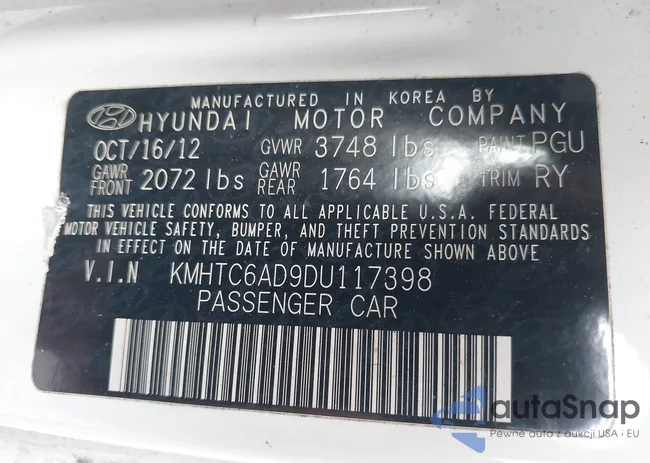 MANUFACTURED IN KOREA BY
HYUNDAI MOTOR COMPANY
OCT/16/12 GVWR 3748 lbs PAINT PGU
GAWR FRONT 2072 lbs GAWR REAR 1764 lbs TRIM RY
THIS VEHICLE CONFORMS TO ALL APPLICABLE U.S.A. FEDERAL
MOTOR VEHICLE SAFETY, BUMPER, AND THEFT PREVENTION STANDARDS
IN EFFECT ON THE DATE OF MANUFACTURE SHOWN ABOVE
V.I.N KMHTC6AD9DU117398
PASSENGER CAR
autaSnap
Pewne auta z aukcji USA i EU